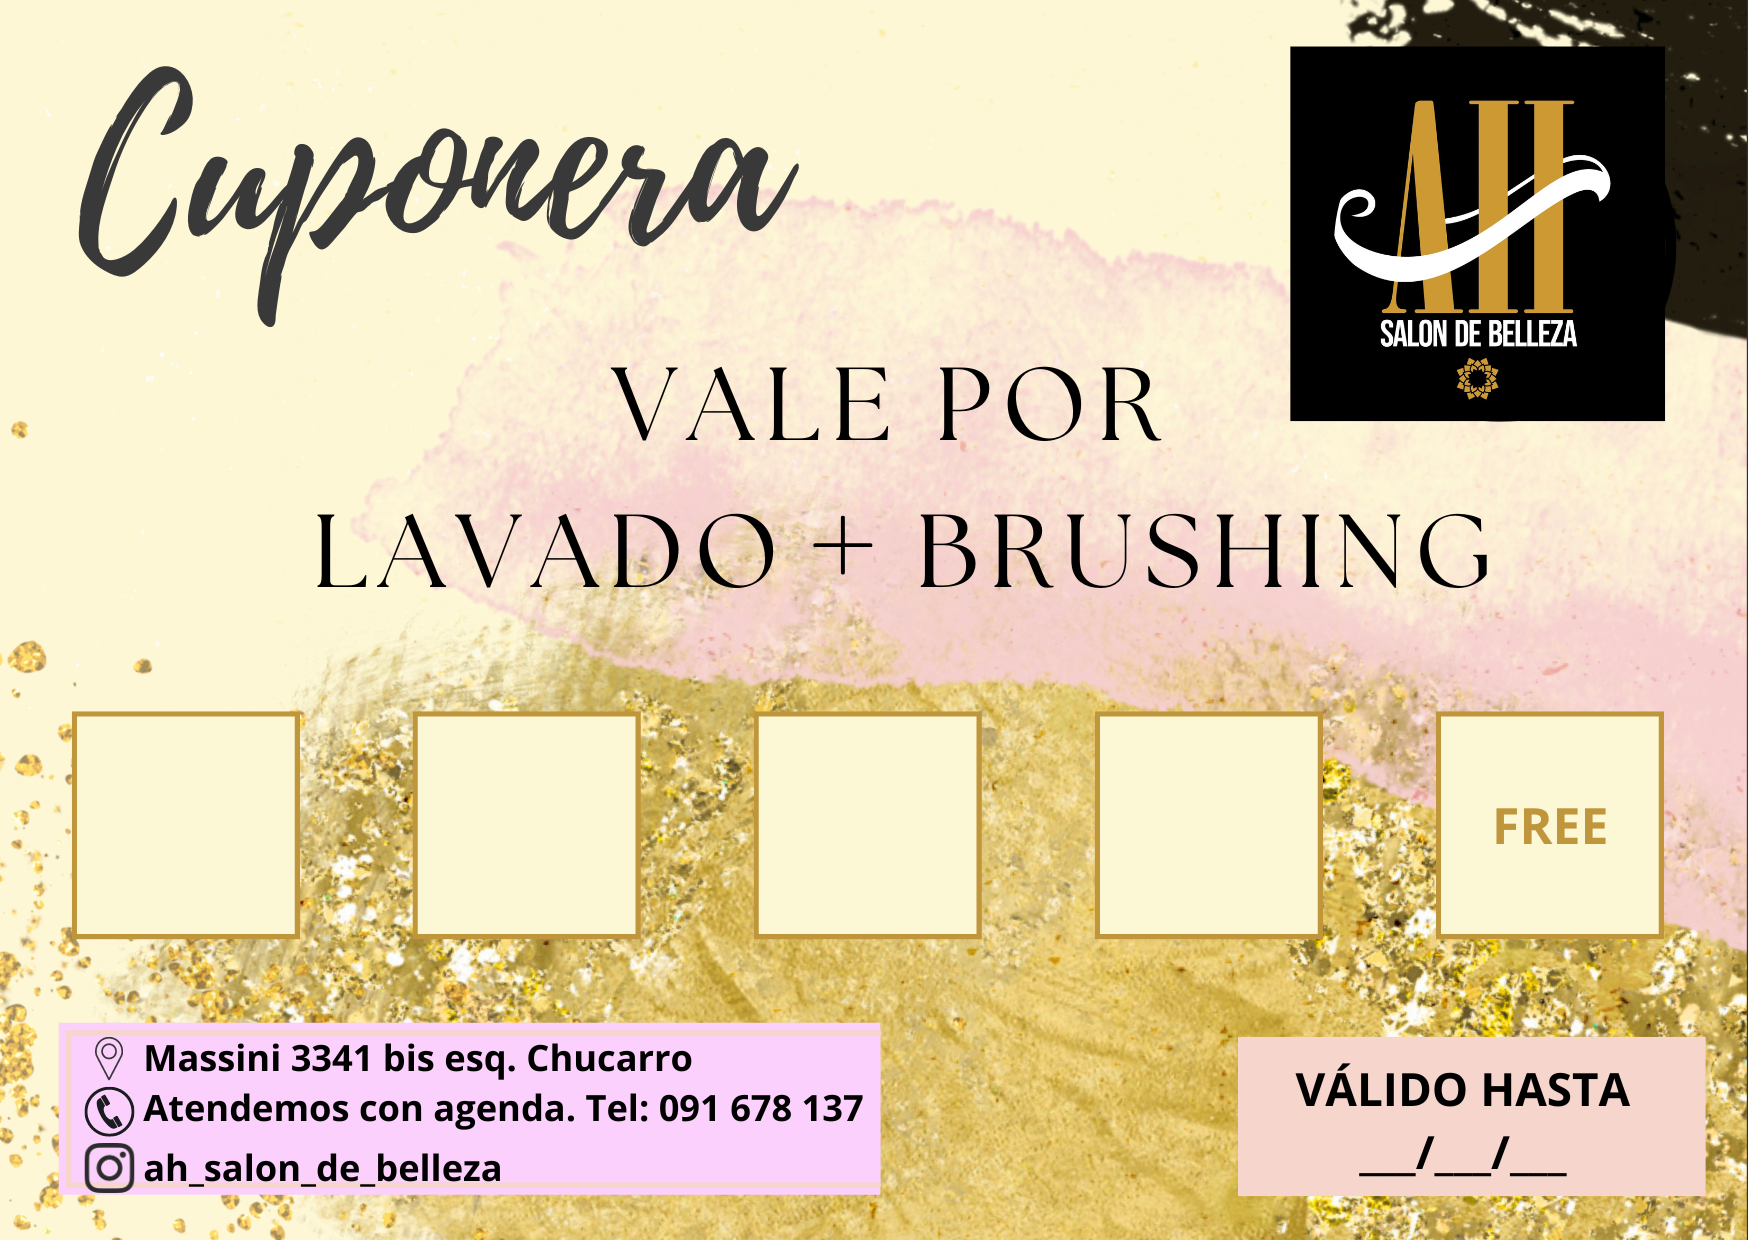 Cuponera
AH
SALON DE BELLEZA
VALE POR
LAVADO + BRUSHING
FREE
Massini 3341 bis esq. Chucarro
Atendemos con agenda. Tel: 091 678 137
ah_salon_de_belleza
VÁLIDO HASTA
___/___/___